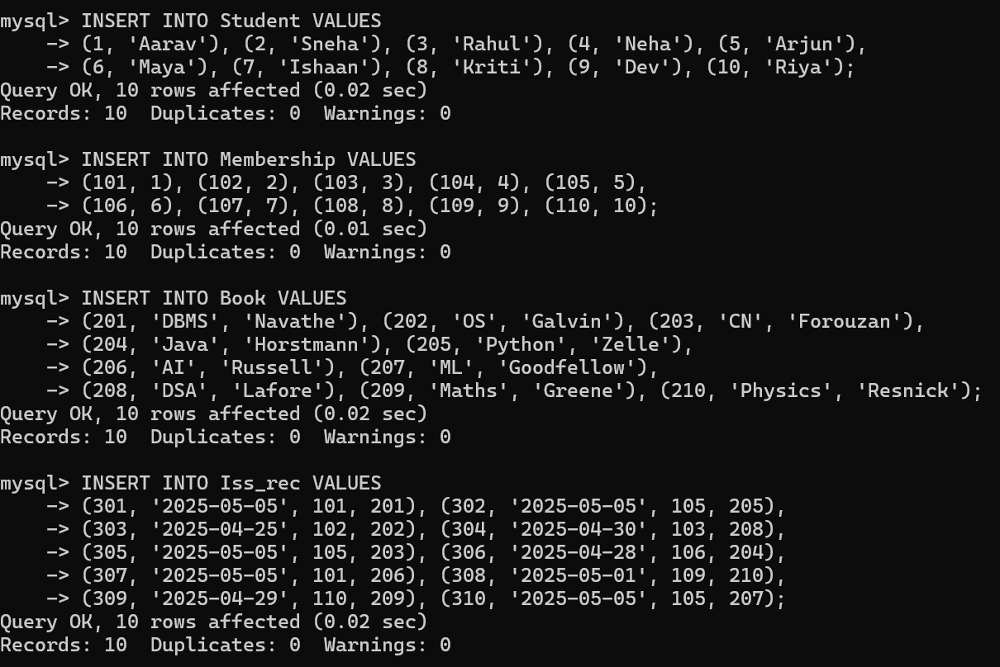 mysql> INSERT INTO Student VALUES
    -> (1, 'Aarav'), (2, 'Sneha'), (3, 'Rahul'), (4, 'Neha'), (5, 'Arjun'),
    -> (6, 'Maya'), (7, 'Ishaan'), (8, 'Kriti'), (9, 'Dev'), (10, 'Riya');
Query OK, 10 rows affected (0.02 sec)
Records: 10  Duplicates: 0  Warnings: 0

mysql> INSERT INTO Membership VALUES
    -> (101, 1), (102, 2), (103, 3), (104, 4), (105, 5),
    -> (106, 6), (107, 7), (108, 8), (109, 9), (110, 10);
Query OK, 10 rows affected (0.01 sec)
Records: 10  Duplicates: 0  Warnings: 0

mysql> INSERT INTO Book VALUES
    -> (201, 'DBMS', 'Navathe'), (202, 'OS', 'Galvin'), (203, 'CN', 'Forouzan'),
    -> (204, 'Java', 'Horstmann'), (205, 'Python', 'Zelle'),
    -> (206, 'AI', 'Russell'), (207, 'ML', 'Goodfellow'),
    -> (208, 'DSA', 'Lafore'), (209, 'Maths', 'Greene'), (210, 'Physics', 'Resnick');
Query OK, 10 rows affected (0.02 sec)
Records: 10  Duplicates: 0  Warnings: 0

mysql> INSERT INTO Iss_rec VALUES
    -> (301, '2025-05-05', 101, 201), (302, '2025-05-05', 105, 205),
    -> (303, '2025-04-25', 102, 202), (304, '2025-04-30', 103, 208),
    -> (305, '2025-05-05', 105, 203), (306, '2025-04-28', 106, 204),
    -> (307, '2025-05-05', 101, 206), (308, '2025-05-01', 109, 210),
    -> (309, '2025-04-29', 110, 209), (310, '2025-05-05', 105, 207);
Query OK, 10 rows affected (0.02 sec)
Records: 10  Duplicates: 0  Warnings: 0